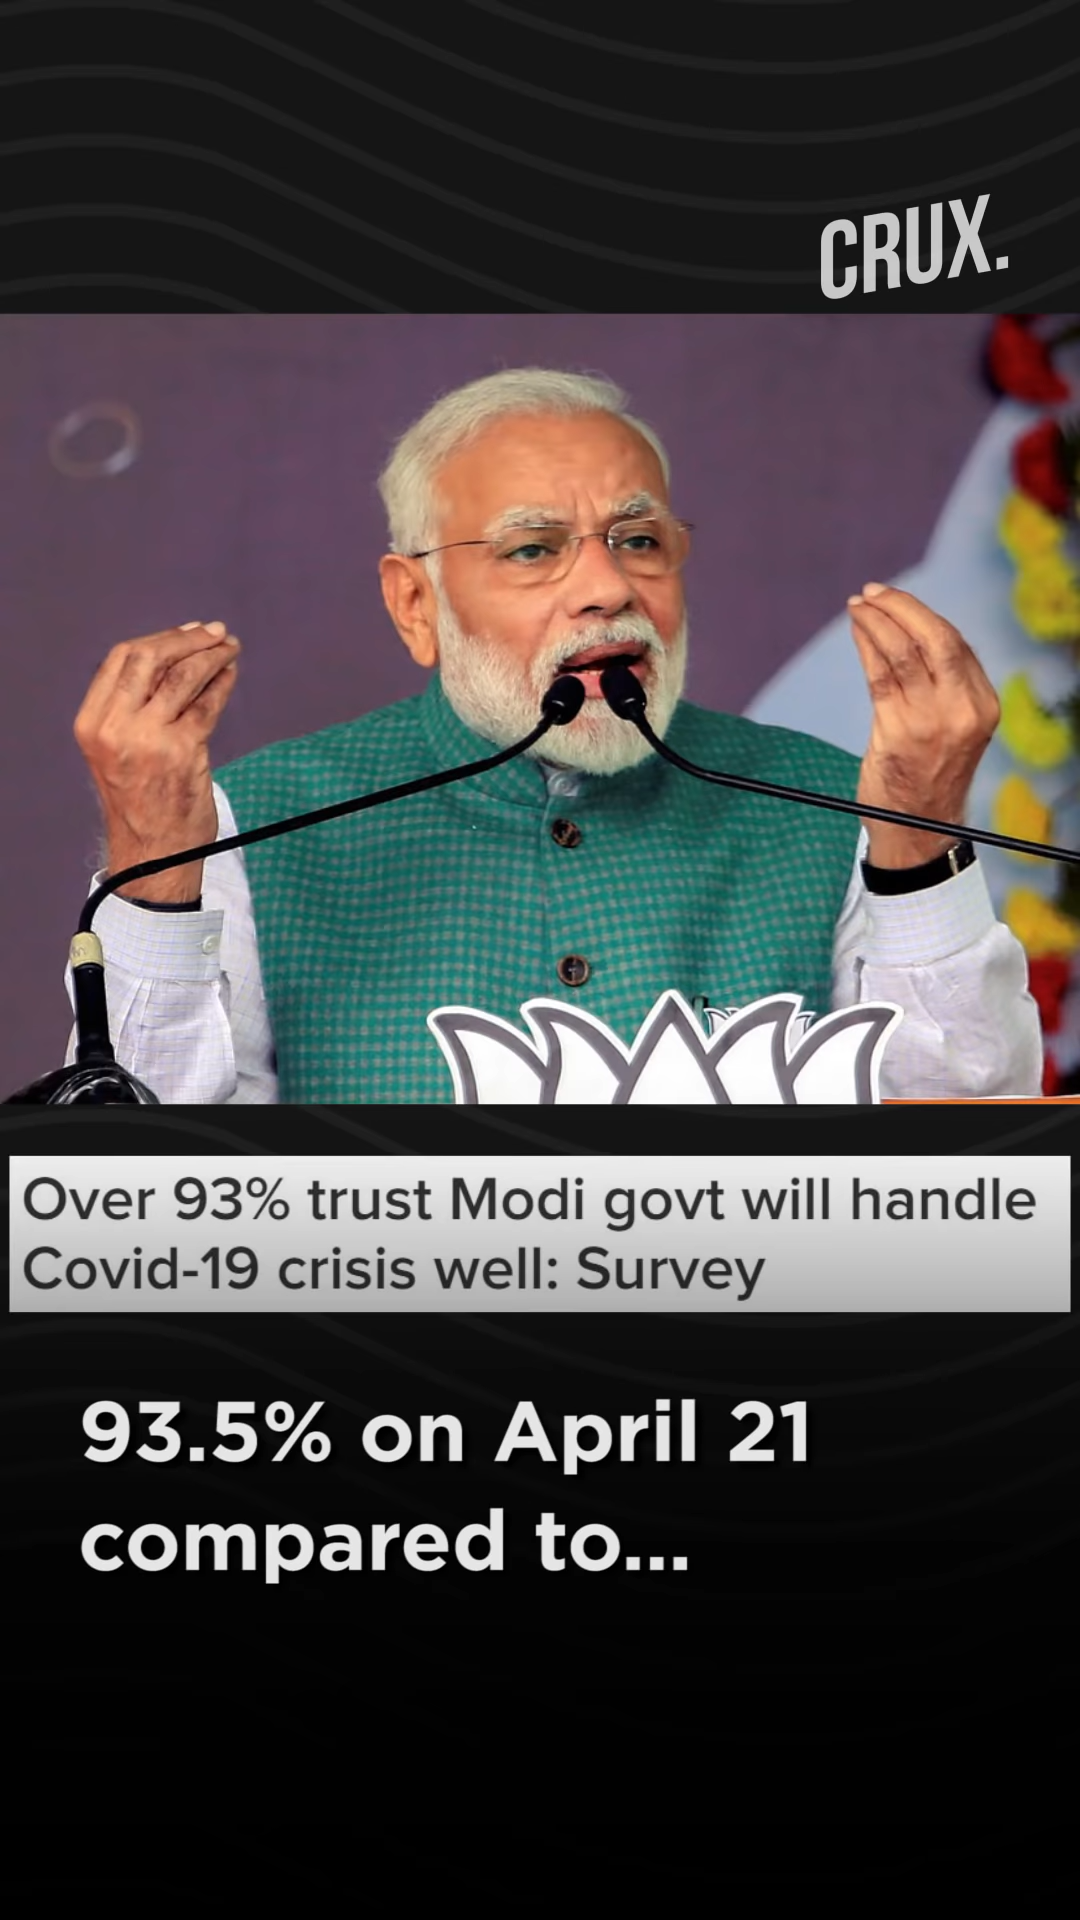 CRUX.
Over 93% trust Modi govt will handle
Covid-19 crisis well: Survey
93.5% on April 21
compared to...